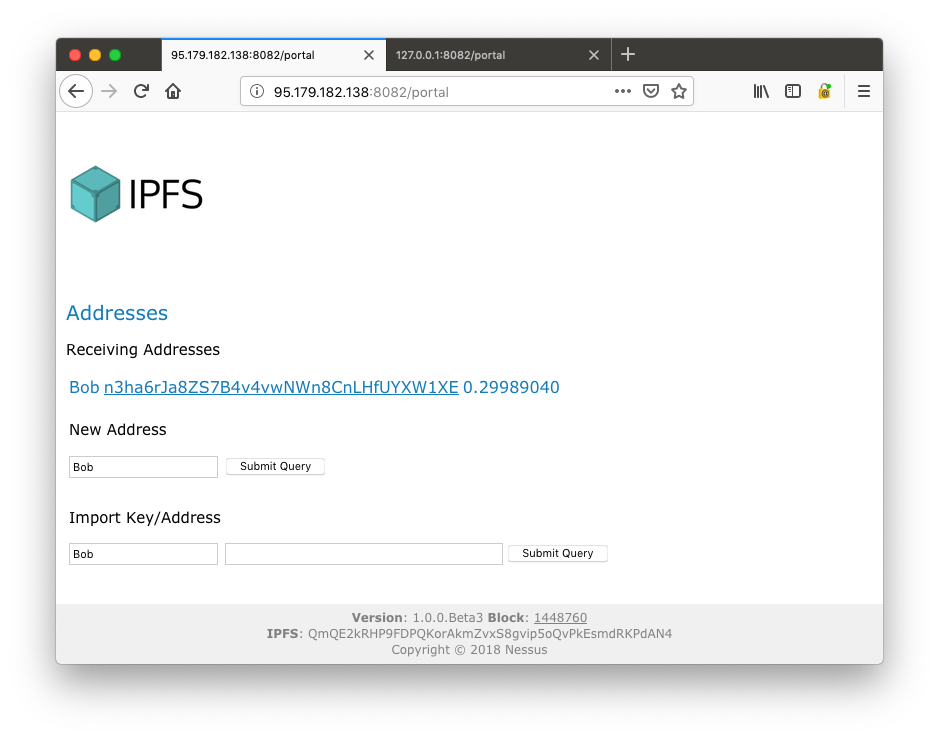 95.179.182.138:8082/portal
127.0.0.1:8082/portal
95.179.182.138:8082/portal
IPFS
Addresses
Receiving Addresses
Bob n3ha6rJa8ZS7B4v4vwNWn8CnLHfUYXW1XE 0.29989040
New Address
Bob Submit Query
Import Key/Address
Bob Submit Query
Version: 1.0.0.Beta3 Block: 1448760
IPFS: QmQE2kRHP9FDPQKorAkmZvxS8gvip5oQvPkEsmdRKPdAN4
Copyright © 2018 Nessus